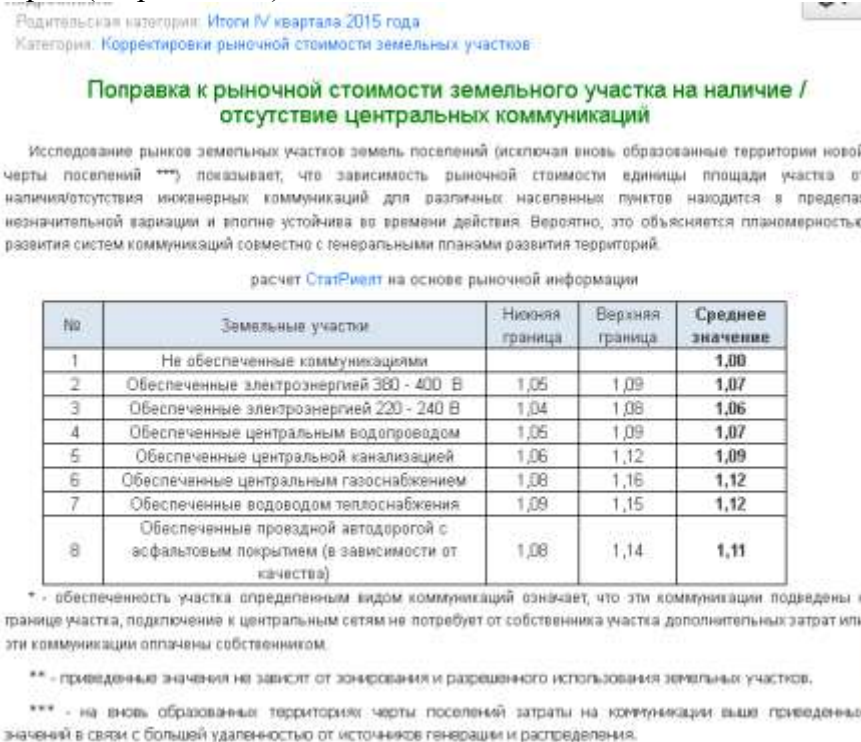 Родительская категория: Итоги IV квартала 2015 года
Категория: Корректировки рыночной стоимости земельных участков
Поправка к рыночной стоимости земельного участка на наличие /
отсутствие центральных коммуникаций
Исследование рынков земельных участков земель поселений (исключая вновь образованные территории новой
черты поселений ***) показывает, что зависимость рыночной стоимости единицы площади участка от
наличия/отсутствия инженерных коммуникаций для различных населенных пунктов находится в пределах
незначительной вариации и вполне устойчива во времени действия. Вероятно, это объясняется планомерностью
развития систем коммуникаций совместно с генеральными планами развития территорий.
расчет СтатРиелт на основе рыночной информации
№ Земельные участки Нижняя граница Верхняя граница Среднее значение
1 Не обеспеченные коммуникациями 1,00
2 Обеспеченные электроэнергией 380 - 400 В 1,05 1,09 1,07
3 Обеспеченные электроэнергией 220 - 240 В 1,04 1,08 1,06
4 Обеспеченные центральным водопроводом 1,05 1,09 1,07
5 Обеспеченные центральной канализацией 1,06 1,12 1,09
6 Обеспеченные центральным газоснабжением 1,08 1,16 1,12
7 Обеспеченные водоводом теплоснабжения 1,09 1,15 1,12
8 Обеспеченные проездной автодорогой с
асфальтовым покрытием (в зависимости от 1,08 1,14 1,11
качества)
* - обеспеченность участка определенным видом коммуникаций означает, что эти коммуникации подведены к
границе участка, подключение к центральным сетям не потребует от собственника участка дополнительных затрат или
эти коммуникации оплачены собственником.
** - приведенные значения не зависят от зонирования и разрешенного использования земельных участков.
*** - на вновь образованных территориях черты поселений затраты на коммуникации выше приведенных
значений в связи с большей удаленностью от источников генерации и распределения.